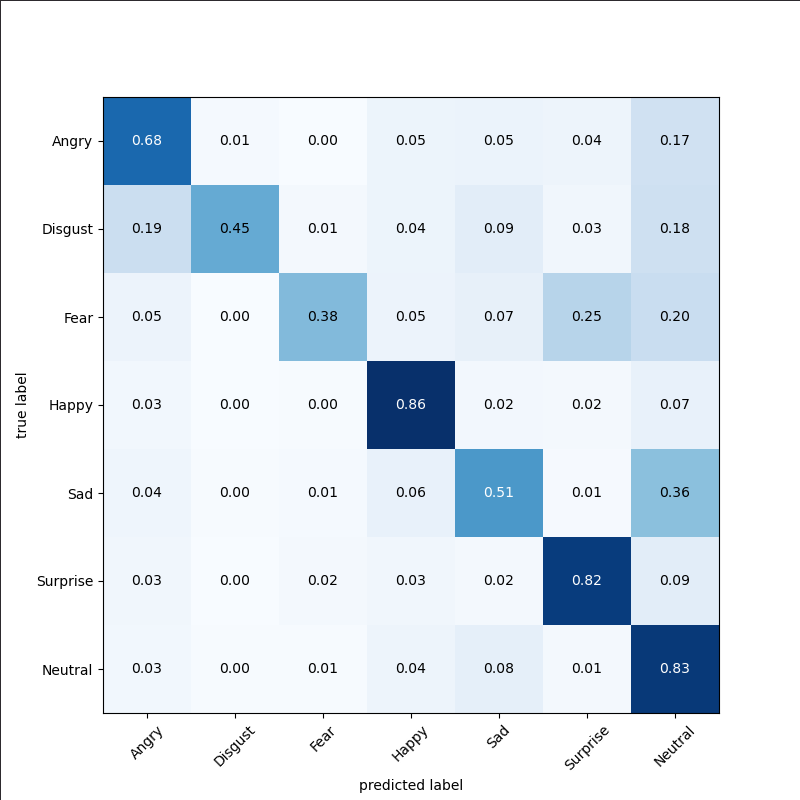 Angry 0.68 0.01 0.00 0.05 0.05 0.04 0.17
Disgust 0.19 0.45 0.01 0.04 0.09 0.03 0.18
Fear 0.05 0.00 0.38 0.05 0.07 0.25 0.20
Happy 0.03 0.00 0.00 0.86 0.02 0.02 0.07
Sad 0.04 0.00 0.01 0.06 0.51 0.01 0.36
Surprise 0.03 0.00 0.02 0.03 0.02 0.82 0.09
Neutral 0.03 0.00 0.01 0.04 0.08 0.01 0.83
Angry Disgust Fear Happy Sad Surprise Neutral
predicted label
true label